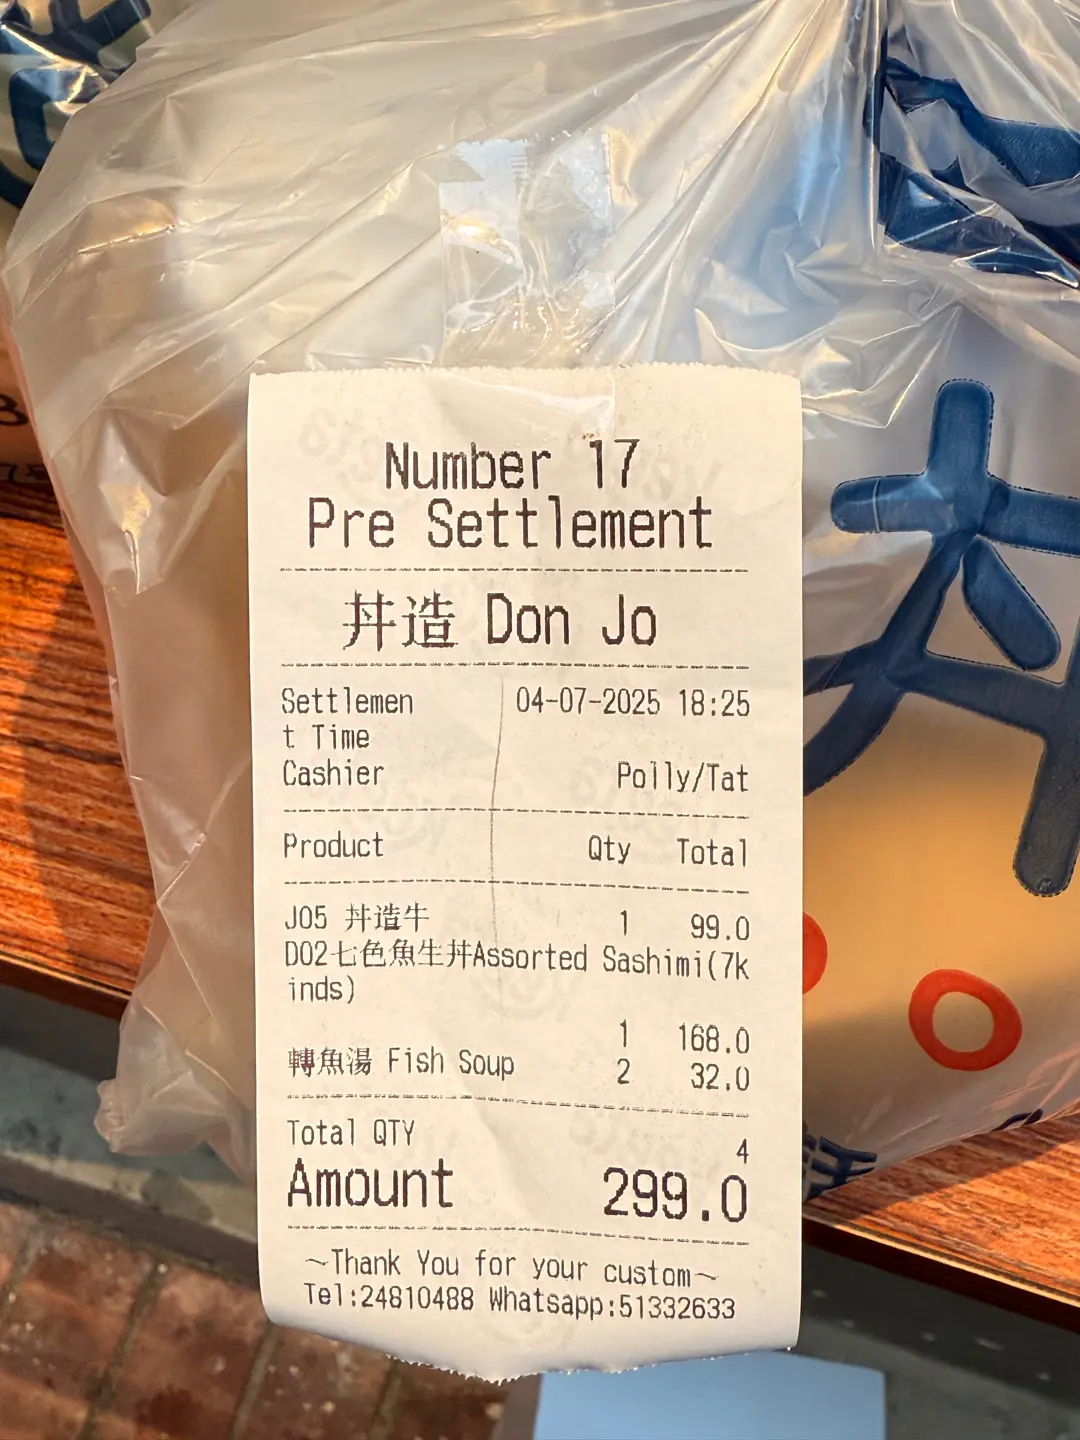 Number 17
Pre Settlement
丼造 Don Jo
Settlemen 04-07-2025 18:25
t Time
Cashier Polly/Tat
Product Qty Total
J05 丼造牛 1 99.0
D02七色魚生丼Assorted Sashimi(7k
inds)
1 168.0
轉魚湯 Fish Soup 2 32.0
Total QTY 4
Amount 299.0
~Thank You for your custom~
Tel:24810488 Whatsapp:51332633